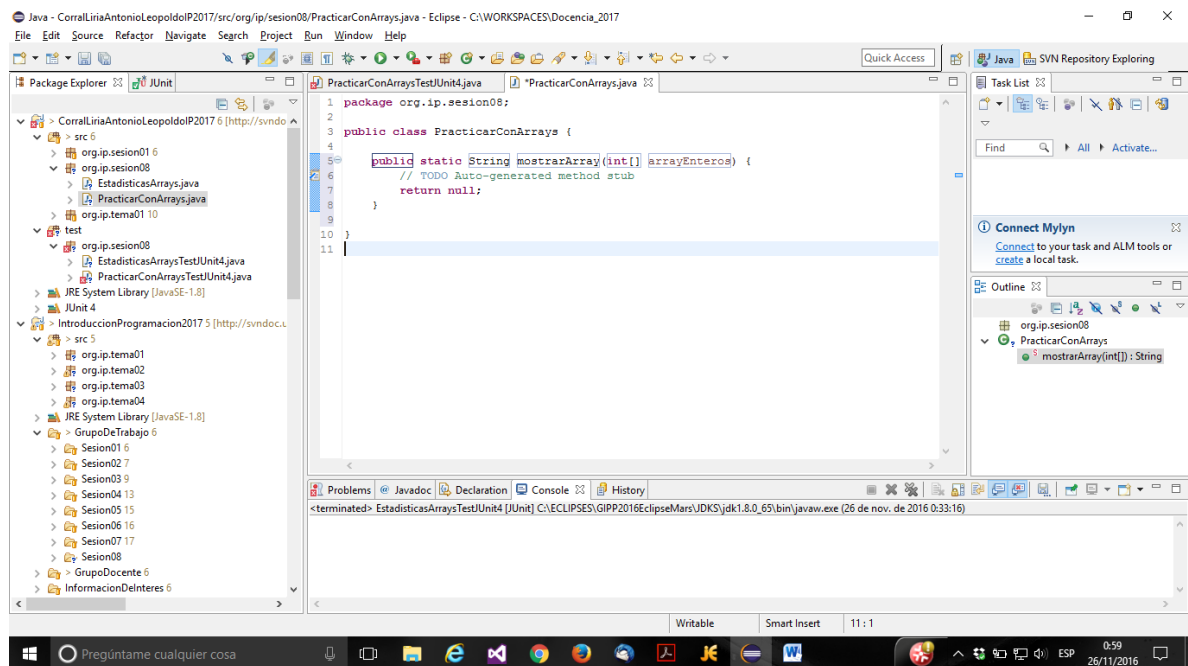 Java - CorralLiriaAntonioLeopoldoIP2017/src/org/ip/sesion08/PracticarConArrays.java - Eclipse - C:\WORKSPACES\Docencia_2017
File Edit Source Refactor Navigate Search Project Run Window Help
Quick Access
Java
SVN Repository Exploring
Package Explorer
JUnit
> CorralLiriaAntonioLeopoldoIP2017 6 [http://svndo
> src 6
org.ip.sesion01 6
org.ip.sesion08
EstadisticasArrays.java
PracticarConArrays.java
org.ip.tema01 10
test
org.ip.sesion08
EstadisticasArraysTestJUnit4.java
PracticarConArraysTestJUnit4.java
JRE System Library [JavaSE-1.8]
JUnit 4
> IntroduccionProgramacion2017 5 [http://svndoc.u
> src 5
org.ip.tema01
org.ip.tema02
org.ip.tema03
org.ip.tema04
JRE System Library [JavaSE-1.8]
> GrupoDeTrabajo 6
Sesion01 6
Sesion02 7
Sesion03 9
Sesion04 13
Sesion05 15
Sesion06 16
Sesion07 17
Sesion08
> GrupoDocente 6
InformacionDeInteres 6
PracticarConArraysTestJUnit4.java
*PracticarConArrays.java
1 package org.ip.sesion08;
2
3 public class PracticarConArrays {
4
5 public static String mostrarArray(int[] arrayEnteros) {
6 // TODO Auto-generated method stub
7 return null;
8 }
9
10 }
11
Problems @ Javadoc Declaration Console History
<terminated> EstadisticasArraysTestJUnit4 [JUnit] C:\ECLIPSES\GIPP2016EclipseMars\JDKS\jdk1.8.0_65\bin\javaw.exe (26 de nov. de 2016 0:33:16)
Task List
Find
All
Activate...
Connect Mylyn
Connect to your task and ALM tools or
create a local task.
Outline
org.ip.sesion08
PracticarConArrays
mostrarArray(int[]) : String
Writable
Smart Insert
11 : 1
Pregúntame cualquier cosa
ESP
0:59
26/11/2016